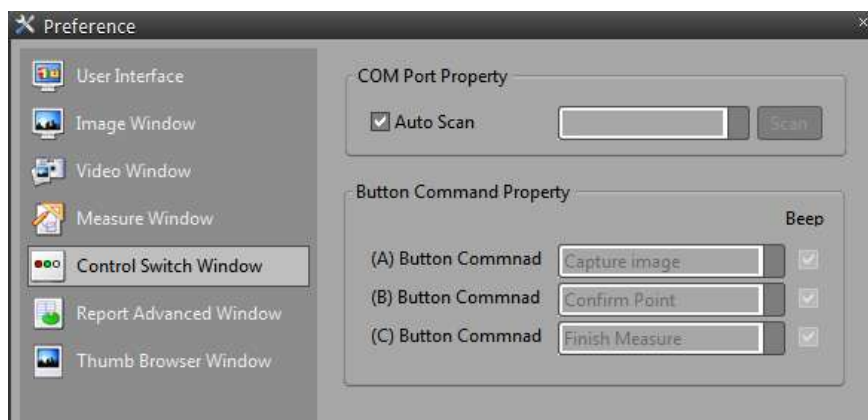 Preference
User Interface
Image Window
Video Window
Measure Window
Control Switch Window
Report Advanced Window
Thumb Browser Window
COM Port Property
Auto Scan
Scan
Button Command Property
Beep
(A) Button Commnad Capture image
(B) Button Commnad Confirm Point
(C) Button Commnad Finish Measure